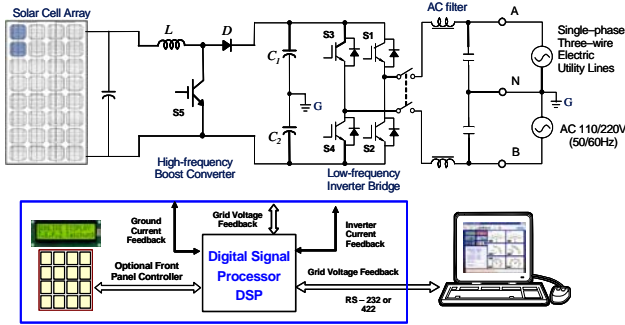 Solar Cell Array
L
D
S5
High-frequency
Boost Converter
C1
C2
G
S3
S1
S4
S2
Low-frequency
Inverter Bridge
AC filter
A
N
B
G
Single–phase
Three–wire
Electric
Utility Lines
AC 110/220V
(50/60Hz)
Ground
Current
Feedback
Grid Voltage
Feedback
Inverter
Current
Feedback
Optional Front
Panel Controller
Digital Signal
Processor
DSP
Grid Voltage Feedback
RS – 232 or
422